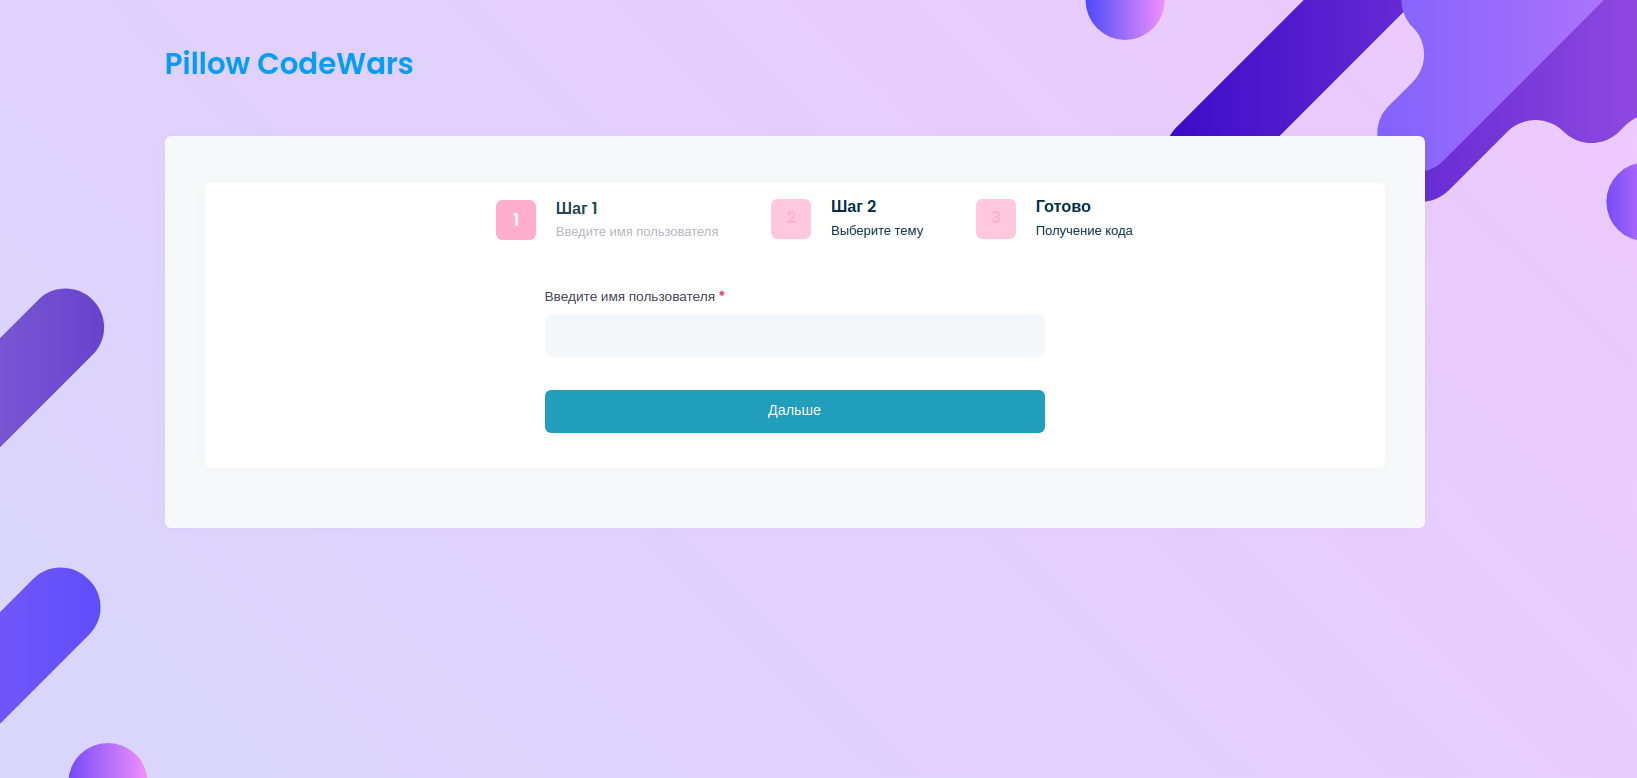 Pillow CodeWars
1
Шаг 1
Введите имя пользователя
2
Шаг 2
Выберите тему
3
Готово
Получение кода
Введите имя пользователя *
Дальше